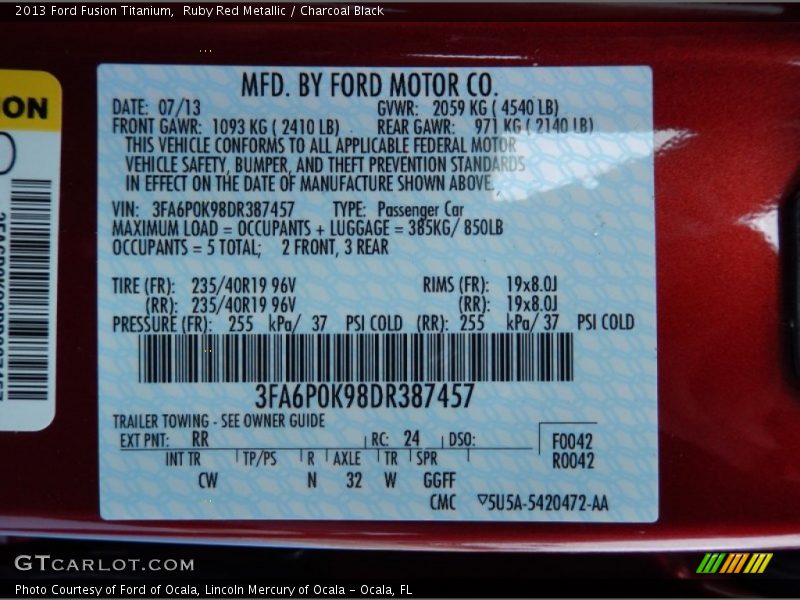 2013 Ford Fusion Titanium,  Ruby Red Metallic / Charcoal Black
ION
MFD. BY FORD MOTOR CO.
DATE: 07/13 GVWR: 2059 KG ( 4540 LB)
FRONT GAWR: 1093 KG ( 2410 LB) REAR GAWR: 971 KG ( 2140 LB)
THIS VEHICLE CONFORMS TO ALL APPLICABLE FEDERAL MOTOR
VEHICLE SAFETY, BUMPER, AND THEFT PREVENTION STANDARDS
IN EFFECT ON THE DATE OF MANUFACTURE SHOWN ABOVE.
VIN: 3FA6P0K98DR387457 TYPE: Passenger Car
MAXIMUM LOAD = OCCUPANTS + LUGGAGE = 385KG/ 850LB
OCCUPANTS = 5 TOTAL; 2 FRONT, 3 REAR
TIRE (FR): 235/40R19 96V RIMS (FR): 19x8.0J
(RR): 235/40R19 96V (RR): 19x8.0J
PRESSURE (FR): 255 kPa/ 37 PSI COLD (RR): 255 kPa/ 37 PSI COLD
3FA6P0K98DR387457
TRAILER TOWING - SEE OWNER GUIDE
EXT PNT: RR RC: 24 DSO: F0042
INT TR TP/PS R AXLE TR SPR R0042
CW N 32 W GGFF
CMC ▽5U5A-5420472-AA
GTCARLOT.COM
Photo Courtesy of Ford of Ocala, Lincoln Mercury of Ocala - Ocala, FL